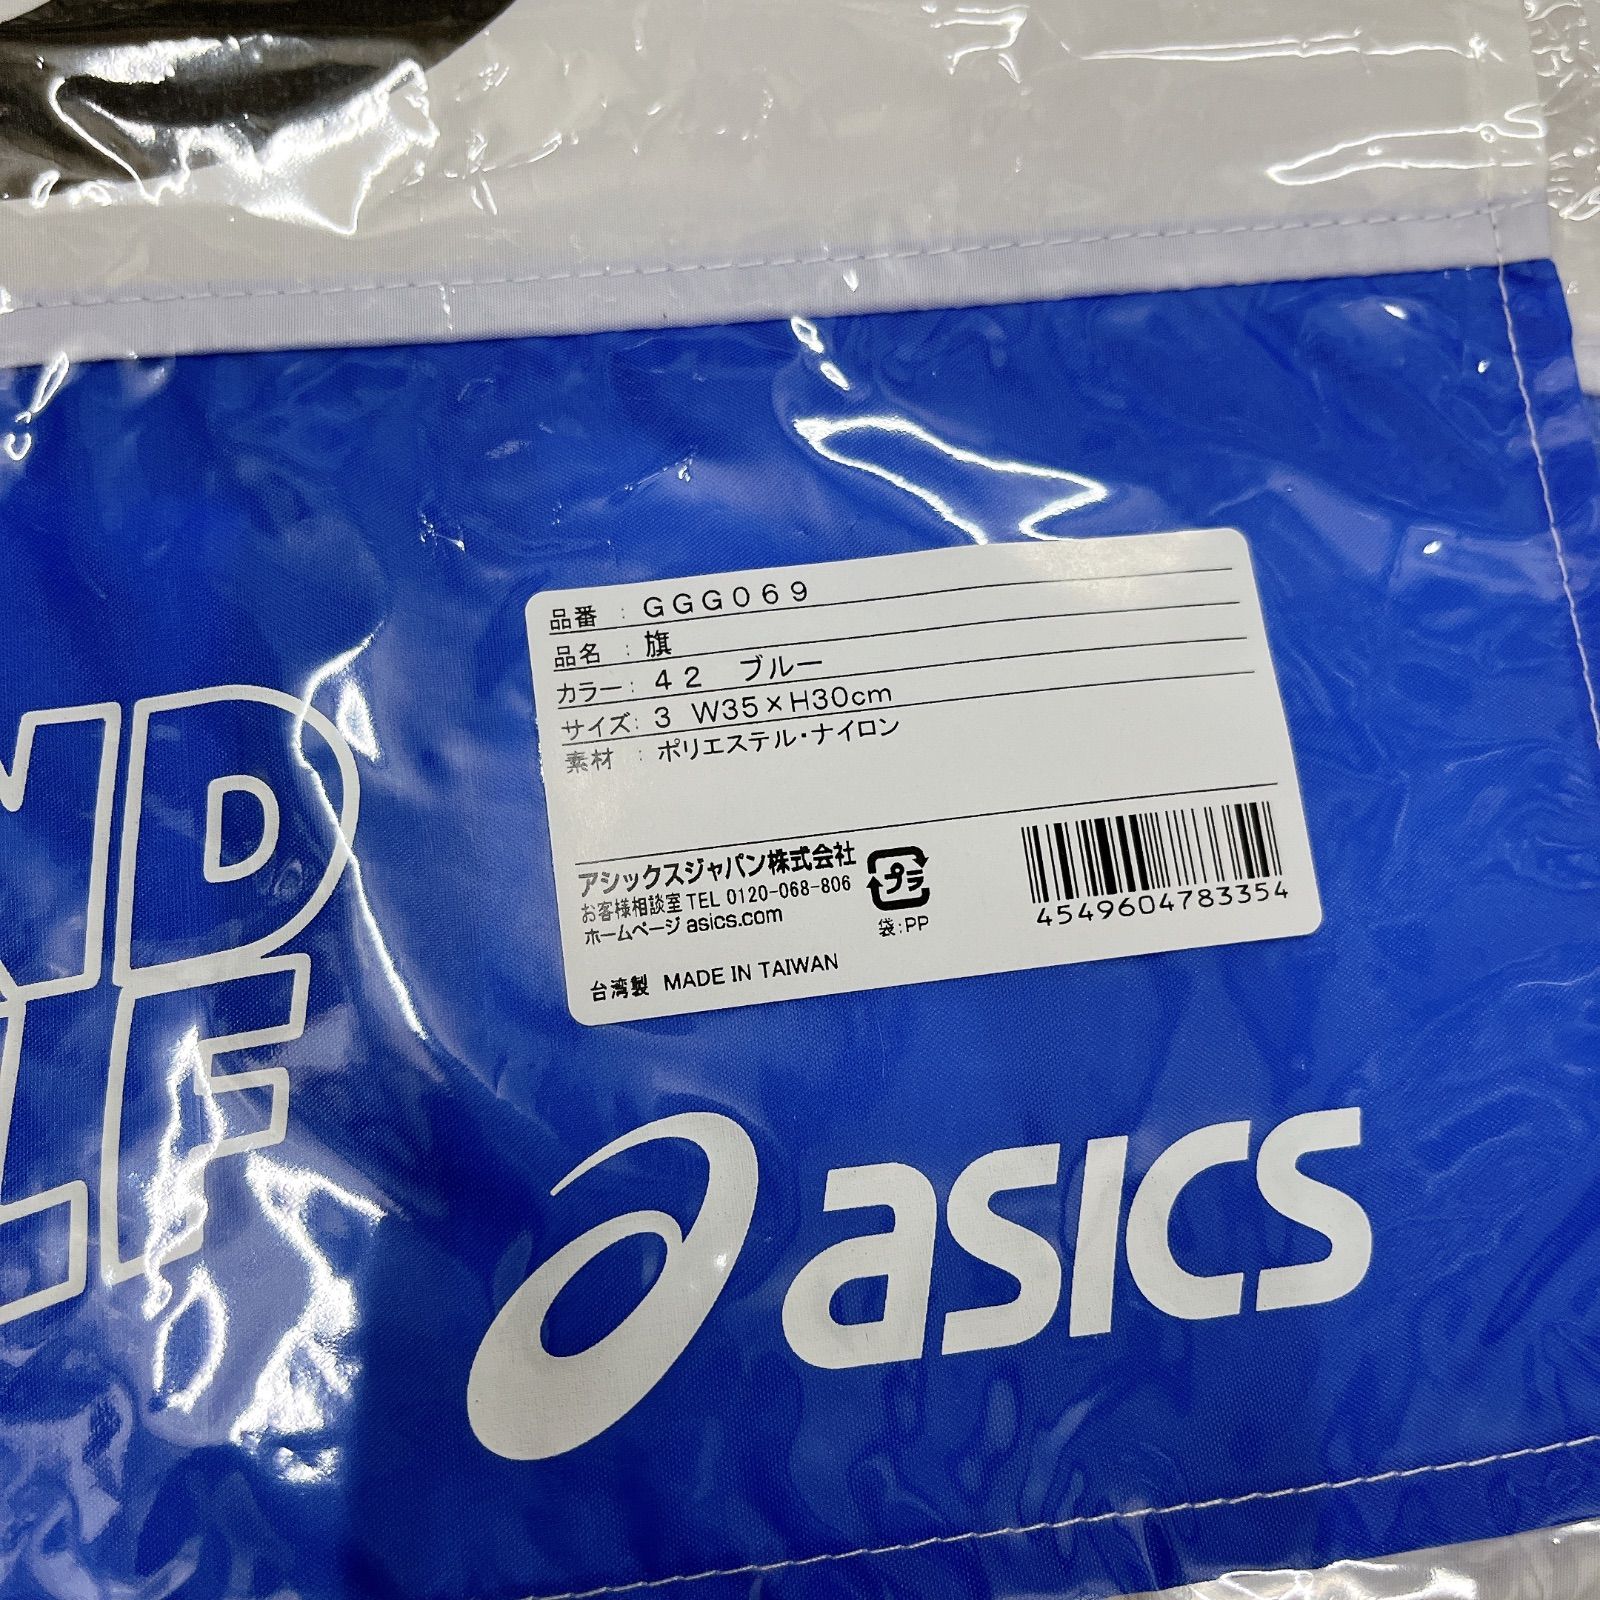 品番 : GGG069
品名 : 旗
カラー: 42 ブルー
サイズ: 3 W35×H30cm
素材 : ポリエステル・ナイロン
アシックスジャパン株式会社
お客様相談室 TEL 0120-068-806
ホームページ asics.com
プラ
袋:PP
4549604783354
台湾製 MADE IN TAIWAN
ND
LF
asics